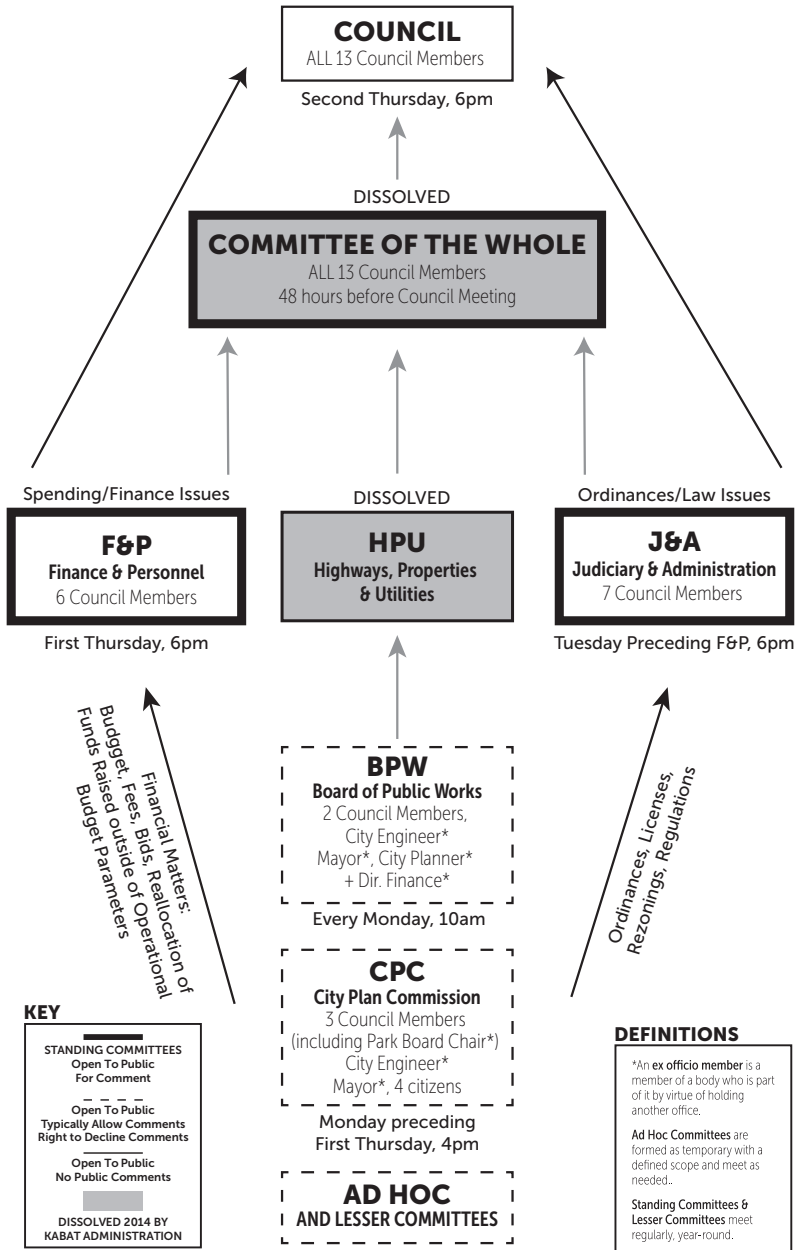 COUNCIL
ALL 13 Council Members
Second Thursday, 6pm
DISSOLVED
COMMITTEE OF THE WHOLE
ALL 13 Council Members
48 hours before Council Meeting
Spending/Finance Issues
F&P
Finance & Personnel
6 Council Members
First Thursday, 6pm
DISSOLVED
HPU
Highways, Properties
& Utilities
Ordinances/Law Issues
J&A
Judiciary & Administration
7 Council Members
Tuesday Preceding F&P, 6pm
Financial Matters:
Budgget, Fees, Bids, Reallocation of
Funds Raised outside of Operational
Budget Parameters
BPW
Board of Public Works
2 Council Members,
City Engineer*
Mayor*, City Planner*
+ Dir. Finance*
Every Monday, 10am
Ordinances, Licenses,
Rezonings, Regulations
CPC
City Plan Commission
3 Council Members
(including Park Board Chair*)
City Engineer*
Mayor*, 4 citizens
Monday preceding
First Thursday, 4pm
AD HOC
AND LESSER COMMITTEES
KEY
STANDING COMMITTEES
Open To Public
For Comment
Open To Public
Typically Allow Comments
Right to Decline Comments
Open To Public
No Public Comments
DISSOLVED 2014 BY
KABAT ADMINISTRATION
DEFINITIONS
*An ex officio member is a
member of a body who is part
of it by virtue of holding
another office.
Ad Hoc Committees are
formed as temporary with a
defined scope and meet as
needed..
Standing Committees &
Lesser Committees meet
regularly, year-round.